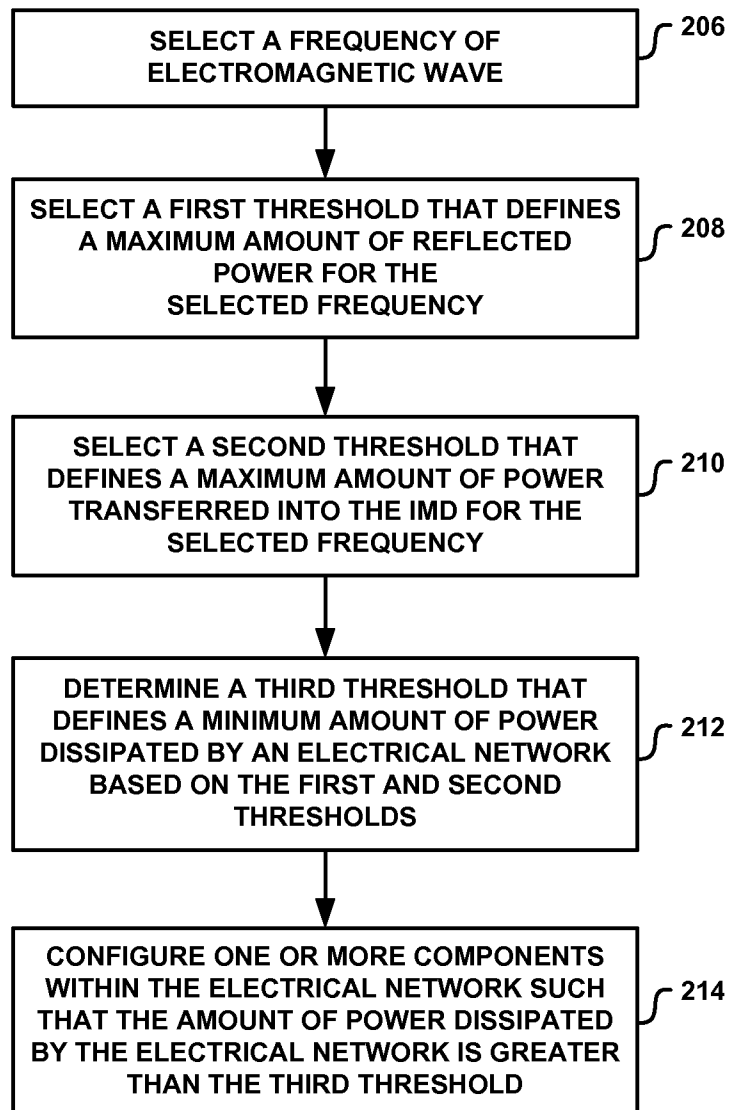 SELECT A FREQUENCY OF
ELECTROMAGNETIC WAVE
206
SELECT A FIRST THRESHOLD THAT DEFINES
A MAXIMUM AMOUNT OF REFLECTED
POWER FOR THE
SELECTED FREQUENCY
208
SELECT A SECOND THRESHOLD THAT
DEFINES A MAXIMUM AMOUNT OF POWER
TRANSFERRED INTO THE IMD FOR THE
SELECTED FREQUENCY
210
DETERMINE A THIRD THRESHOLD THAT
DEFINES A MINIMUM AMOUNT OF POWER
DISSIPATED BY AN ELECTRICAL NETWORK
BASED ON THE FIRST AND SECOND
THRESHOLDS
212
CONFIGURE ONE OR MORE COMPONENTS
WITHIN THE ELECTRICAL NETWORK SUCH
THAT THE AMOUNT OF POWER DISSIPATED
BY THE ELECTRICAL NETWORK IS GREATER
THAN THE THIRD THRESHOLD
214